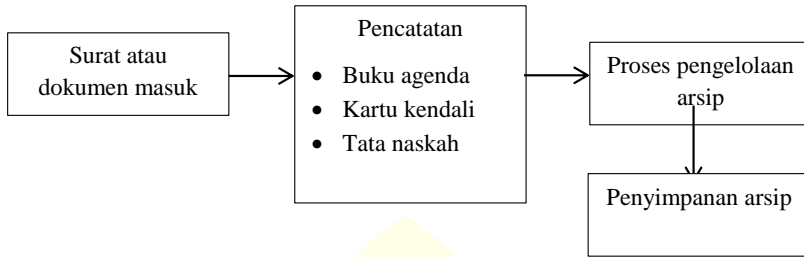 Surat atau
dokumen masuk
Pencatatan
• Buku agenda
• Kartu kendali
• Tata naskah
Proses pengelolaan
arsip
Penyimpanan arsip